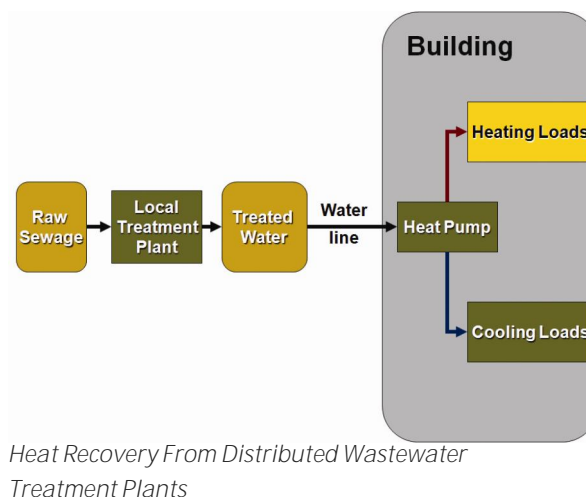 Building
Heating Loads
Raw
Sewage
Local
Treatment
Plant
Treated
Water
Water
line
Heat Pump
Cooling Loads
Heat Recovery From Distributed Wastewater
Treatment Plants